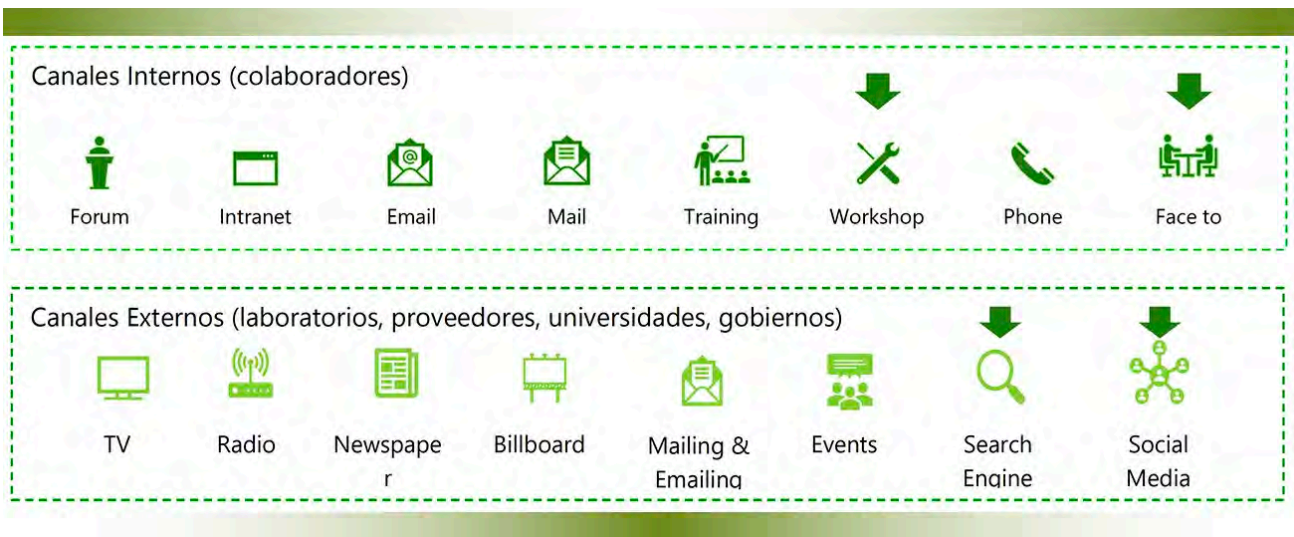 Canales Internos (colaboradores)
Forum Intranet Email Mail Training Workshop Phone Face to
Canales Externos (laboratorios, proveedores, universidades, gobiernos)
TV Radio Newspape Billboard Mailing & Events Search Social
r Emailing Engine Media